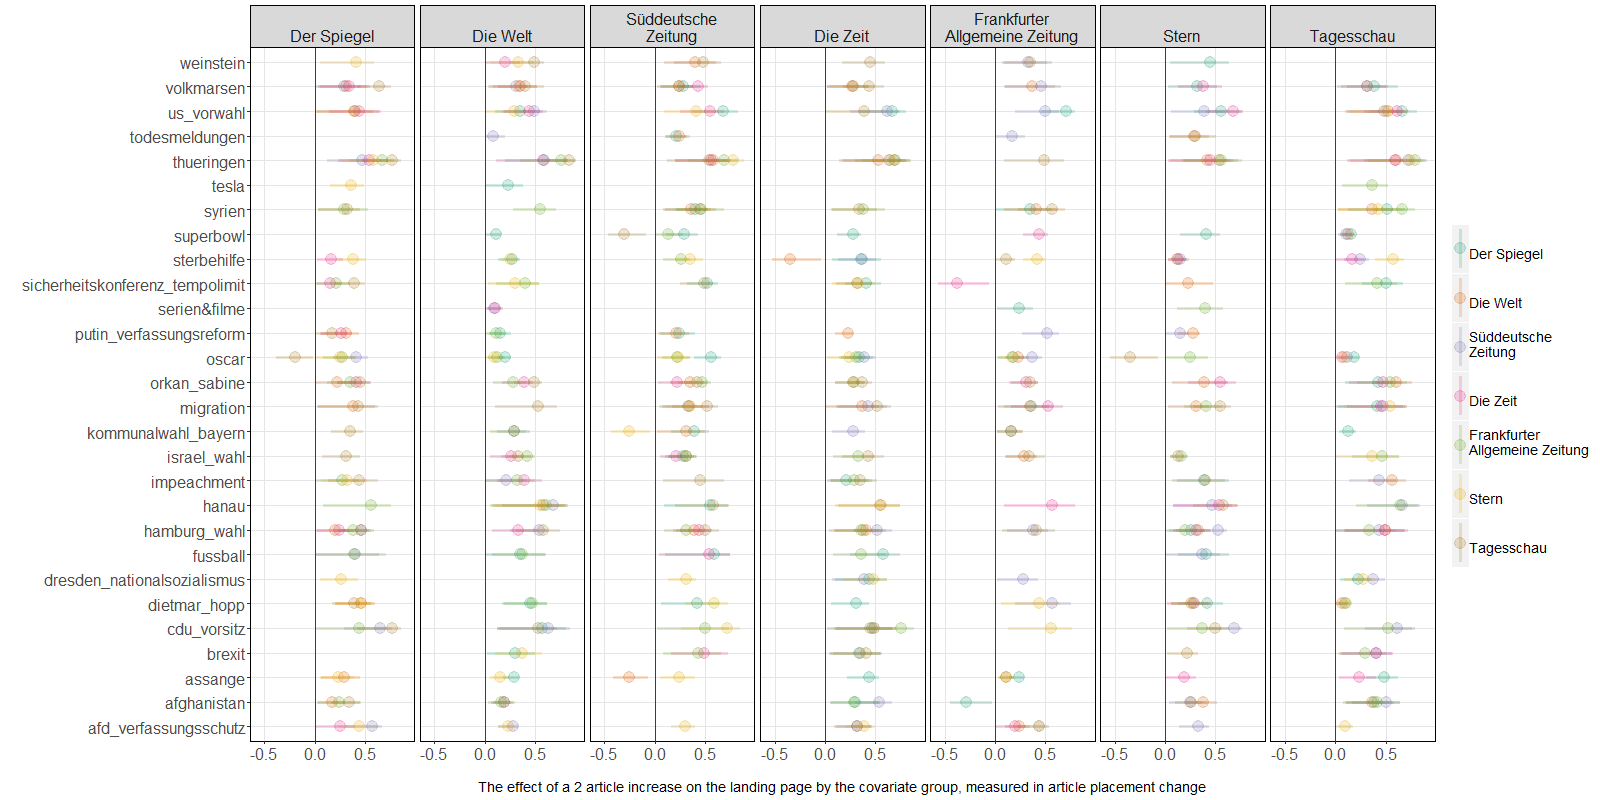 Der Spiegel
Die Welt
Süddeutsche
Zeitung
Die Zeit
Frankfurter
Allgemeine Zeitung
Stern
Tagesschau
weinstein
volkmarsen
us_vorwahl
todesmeldungen
thueringen
tesla
syrien
superbowl
sterbehilfe
sicherheitskonferenz_tempolimit
serien&filme
putin_verfassungsreform
oscar
orkan_sabine
migration
kommunalwahl_bayern
israel_wahl
impeachment
hanau
hamburg_wahl
fussball
dresden_nationalsozialismus
dietmar_hopp
cdu_vorsitz
brexit
assange
afghanistan
afd_verfassungsschutz
-0.5 0.0 0.5 -0.5 0.0 0.5 -0.5 0.0 0.5 -0.5 0.0 0.5 -0.5 0.0 0.5 -0.5 0.0 0.5 -0.5 0.0 0.5
The effect of a 2 article increase on the landing page by the covariate group, measured in article placement change
Der Spiegel
Die Welt
Süddeutsche
Zeitung
Die Zeit
Frankfurter
Allgemeine Zeitung
Stern
Tagesschau